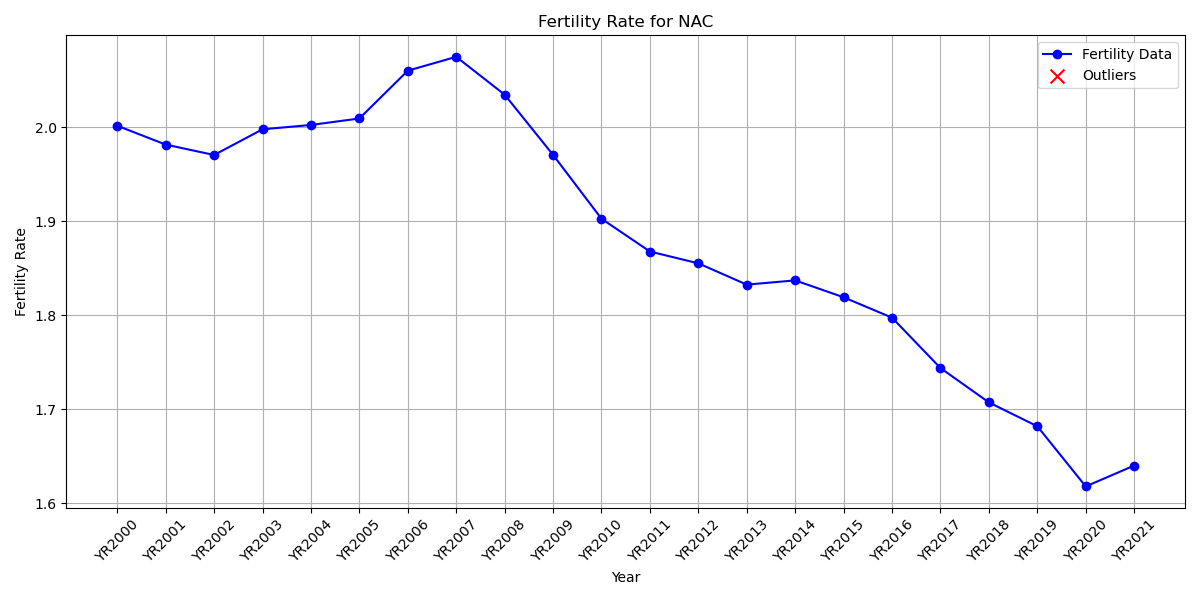 Fertility Rate for NAC
Fertility Data
Outliers
2.0
1.9
1.8
1.7
1.6
Fertility Rate
YR2000
YR2001
YR2002
YR2003
YR2004
YR2005
YR2006
YR2007
YR2008
YR2009
YR2010
YR2011
YR2012
YR2013
YR2014
YR2015
YR2016
YR2017
YR2018
YR2019
YR2020
YR2021
Year